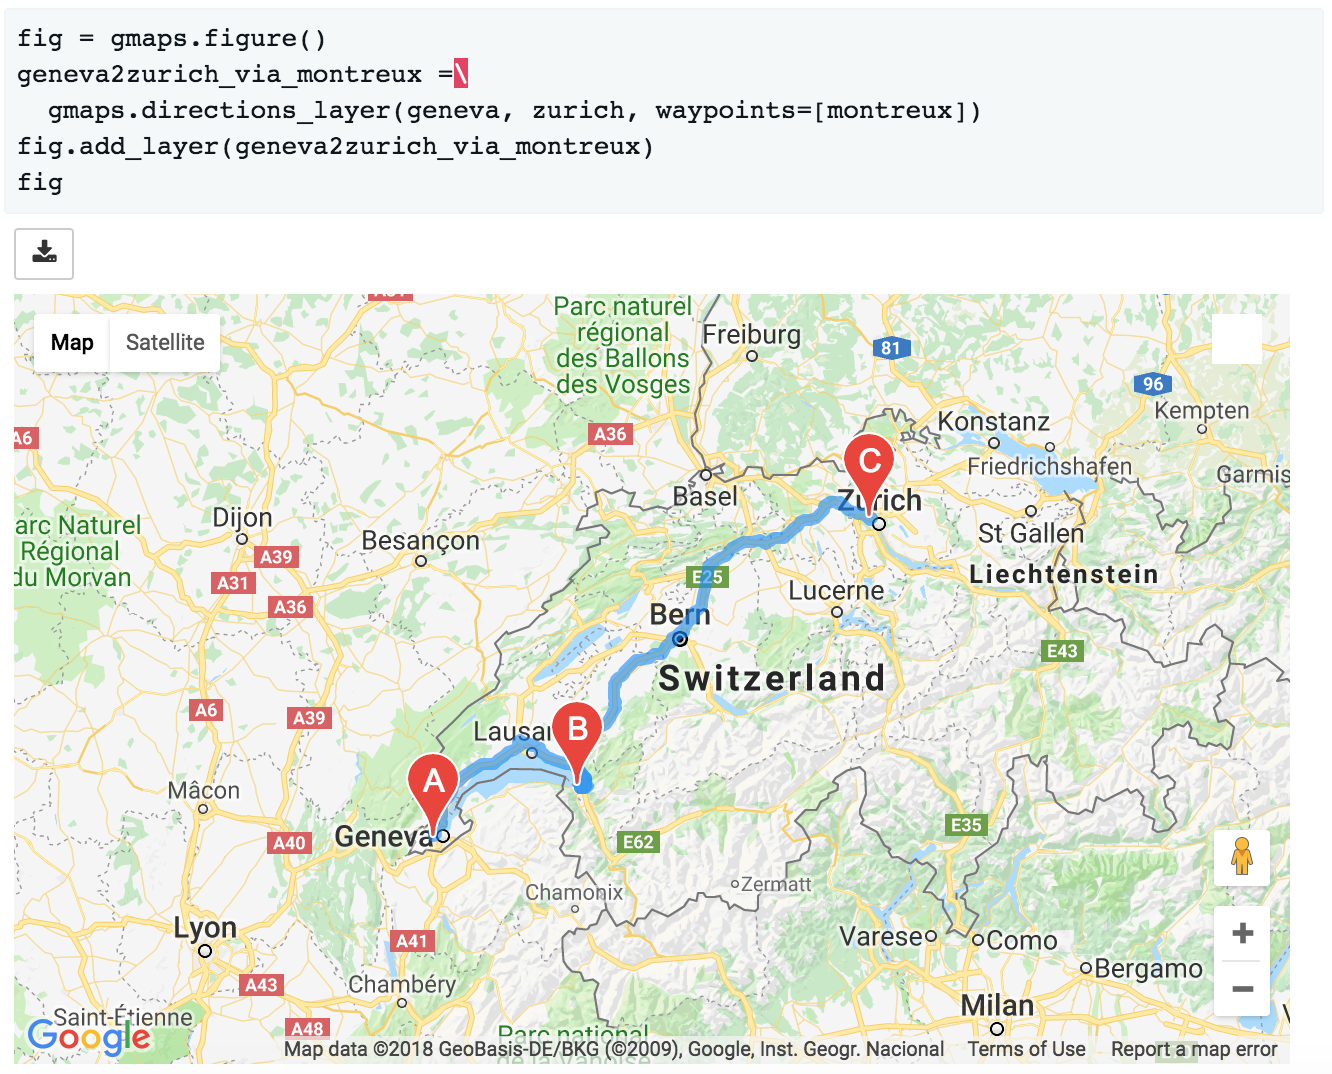 fig = gmaps.figure()
geneva2zurich_via_montreux =\
  gmaps.directions_layer(geneva, zurich, waypoints=[montreux])
fig.add_layer(geneva2zurich_via_montreux)
fig
Map Satellite
Parc naturel
régional
des Ballons
des Vosges
Freiburg
81
96
Kempten
Konstanz
A6
A36
C
Friedrichshafen
Garmis
Basel
Zurich
Dijon
arc Naturel
Régional
du Morvan
Besançon
St Gallen
A39
A31
A36
E25
Liechtenstein
Lucerne
Bern
E43
Switzerland
A6
A39
Lausa
B
A
Mâcon
Geneva
A40
E62
E35
Chamonix
Zermatt
Lyon
A41
Varese
Como
Bergamo
A43
Chambéry
Milan
Saint-Étienne
Google
A48
Parc national
de la Vanoise
Map data ©2018 GeoBasis-DE/BKG (©2009), Google, Inst. Geogr. Nacional Terms of Use Report a map error